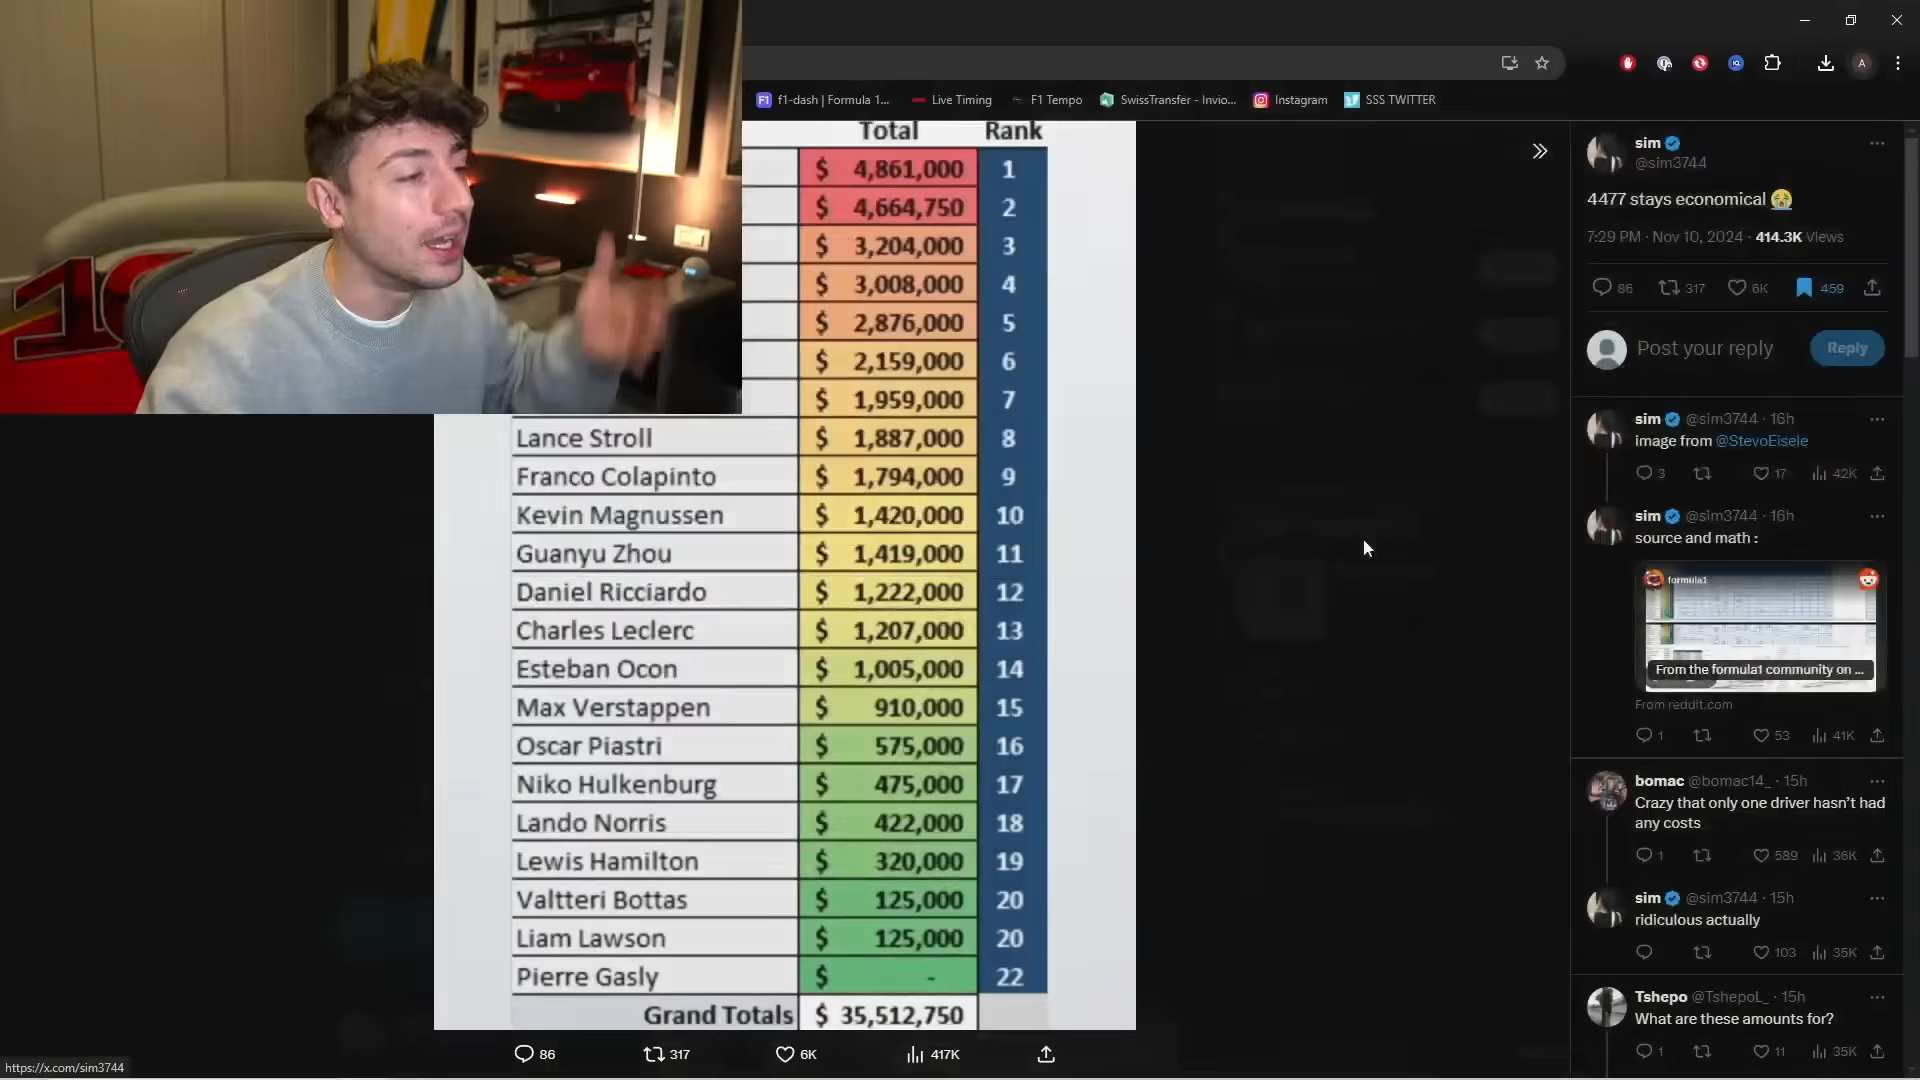 f1-dash | Formula 1...
Live Timing
F1 Tempo
SwissTransfer - Invio...
Instagram
SSS TWITTER
A
Total Rank
$ 4,861,000 1
$ 4,664,750 2
$ 3,204,000 3
$ 3,008,000 4
$ 2,876,000 5
$ 2,159,000 6
$ 1,959,000 7
Lance Stroll $ 1,887,000 8
Franco Colapinto $ 1,794,000 9
Kevin Magnussen $ 1,420,000 10
Guanyu Zhou $ 1,419,000 11
Daniel Ricciardo $ 1,222,000 12
Charles Leclerc $ 1,207,000 13
Esteban Ocon $ 1,005,000 14
Max Verstappen $ 910,000 15
Oscar Piastri $ 575,000 16
Niko Hulkenburg $ 475,000 17
Lando Norris $ 422,000 18
Lewis Hamilton $ 320,000 19
Valtteri Bottas $ 125,000 20
Liam Lawson $ 125,000 20
Pierre Gasly $ - 22
Grand Totals $ 35,512,750
86 317 6K 417K
https://x.com/sim3744
sim
@sim3744
4477 stays economical 😭
7:29 PM · Nov 10, 2024 · 414.3K Views
86 317 6K 459
Post your reply
Reply
sim @sim3744 · 16h
image from @StevoEisele
3 17 42K
sim @sim3744 · 16h
source and math :
formula1
From the formula1 community on ...
From reddit.com
1 53 41K
bomac @bomac14_ · 15h
Crazy that only one driver hasn't had
any costs
1 589 36K
sim @sim3744 · 15h
ridiculous actually
103 35K
Tshepo @TshepoL_ · 15h
What are these amounts for?
1 11 35K